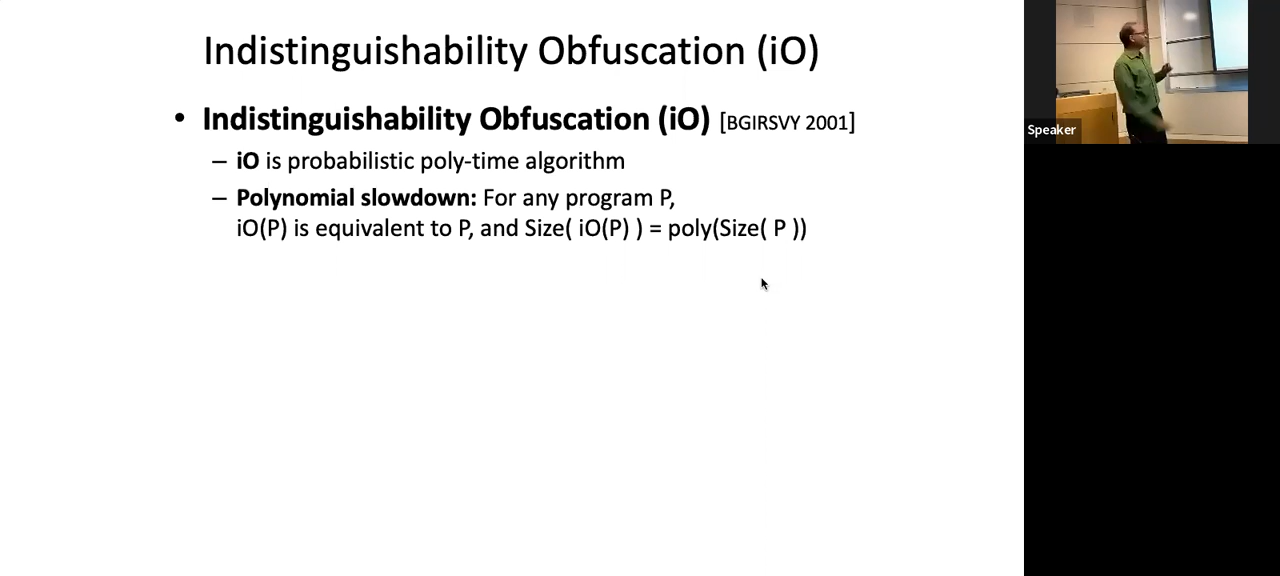 Indistinguishability Obfuscation (iO)
• Indistinguishability Obfuscation (iO) [BGIRSVY 2001]
– iO is probabilistic poly-time algorithm
– Polynomial slowdown: For any program P,
iO(P) is equivalent to P, and Size( iO(P) ) = poly(Size( P ))
Speaker